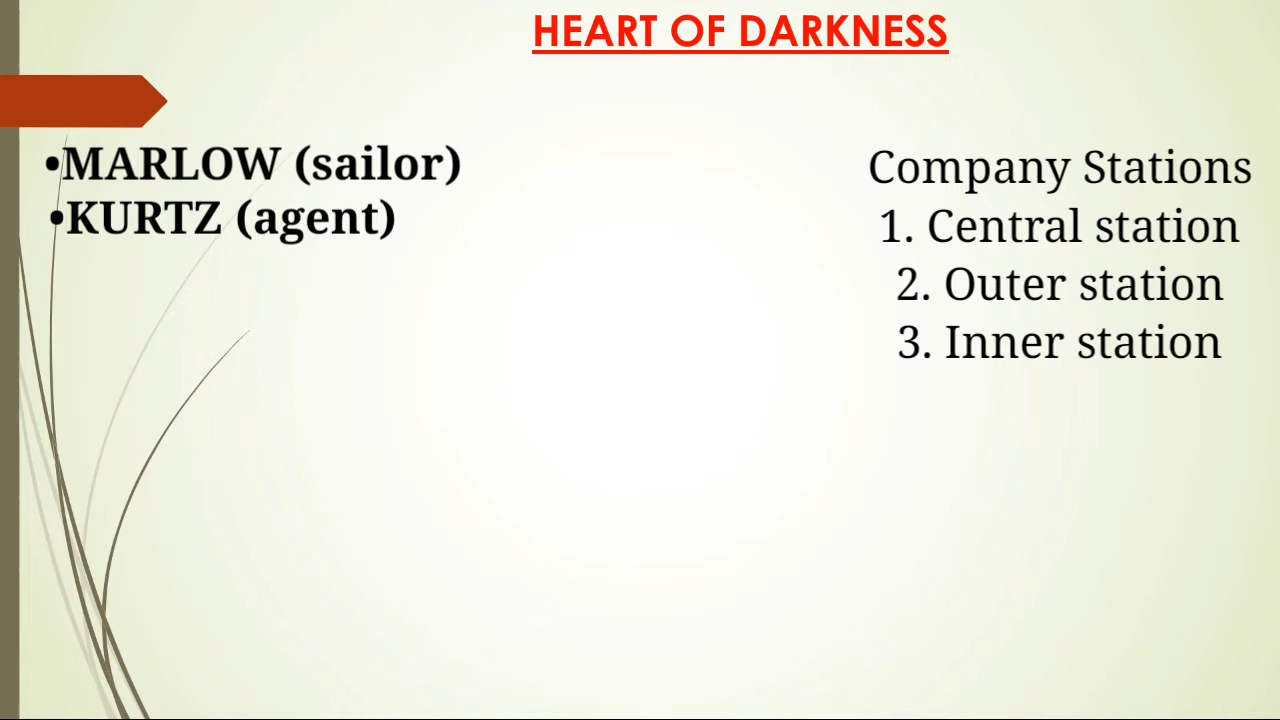 HEART OF DARKNESS
•MARLOW (sailor)
•KURTZ (agent)
Company Stations
1. Central station
2. Outer station
3. Inner station